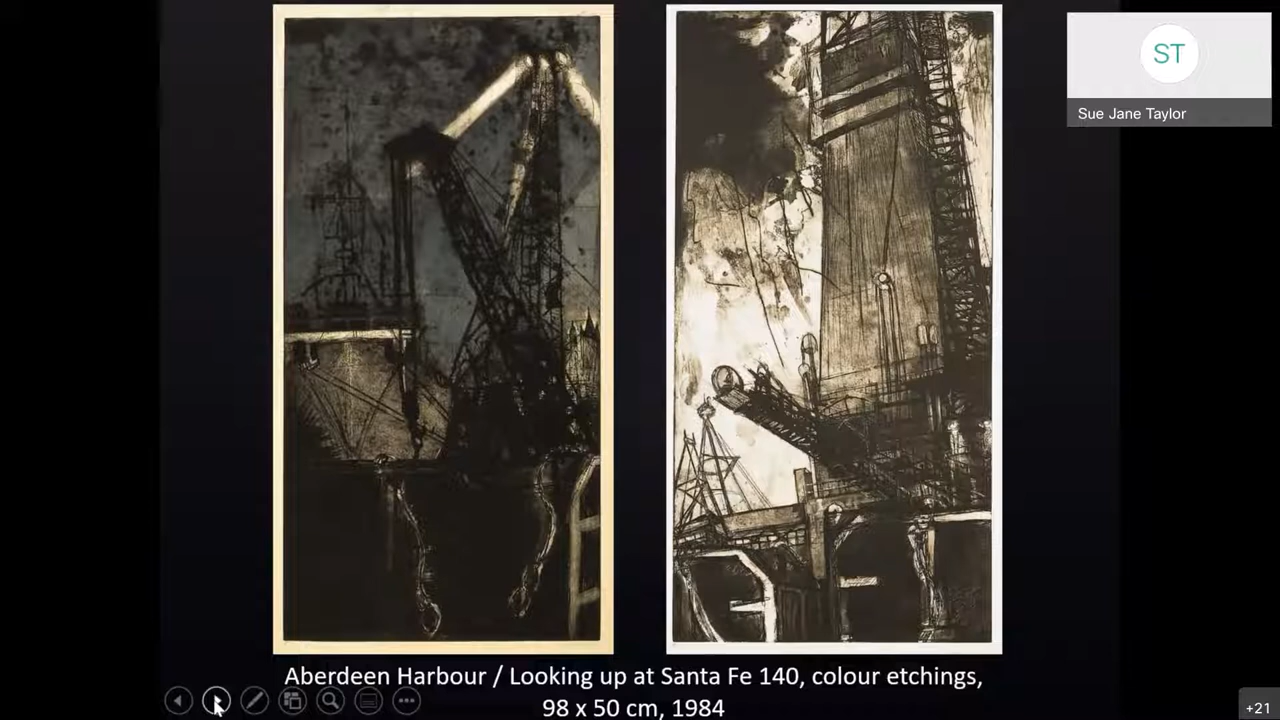 ST
Sue Jane Taylor
Aberdeen Harbour / Looking up at Santa Fe 140, colour etchings,
98 x 50 cm, 1984
+21